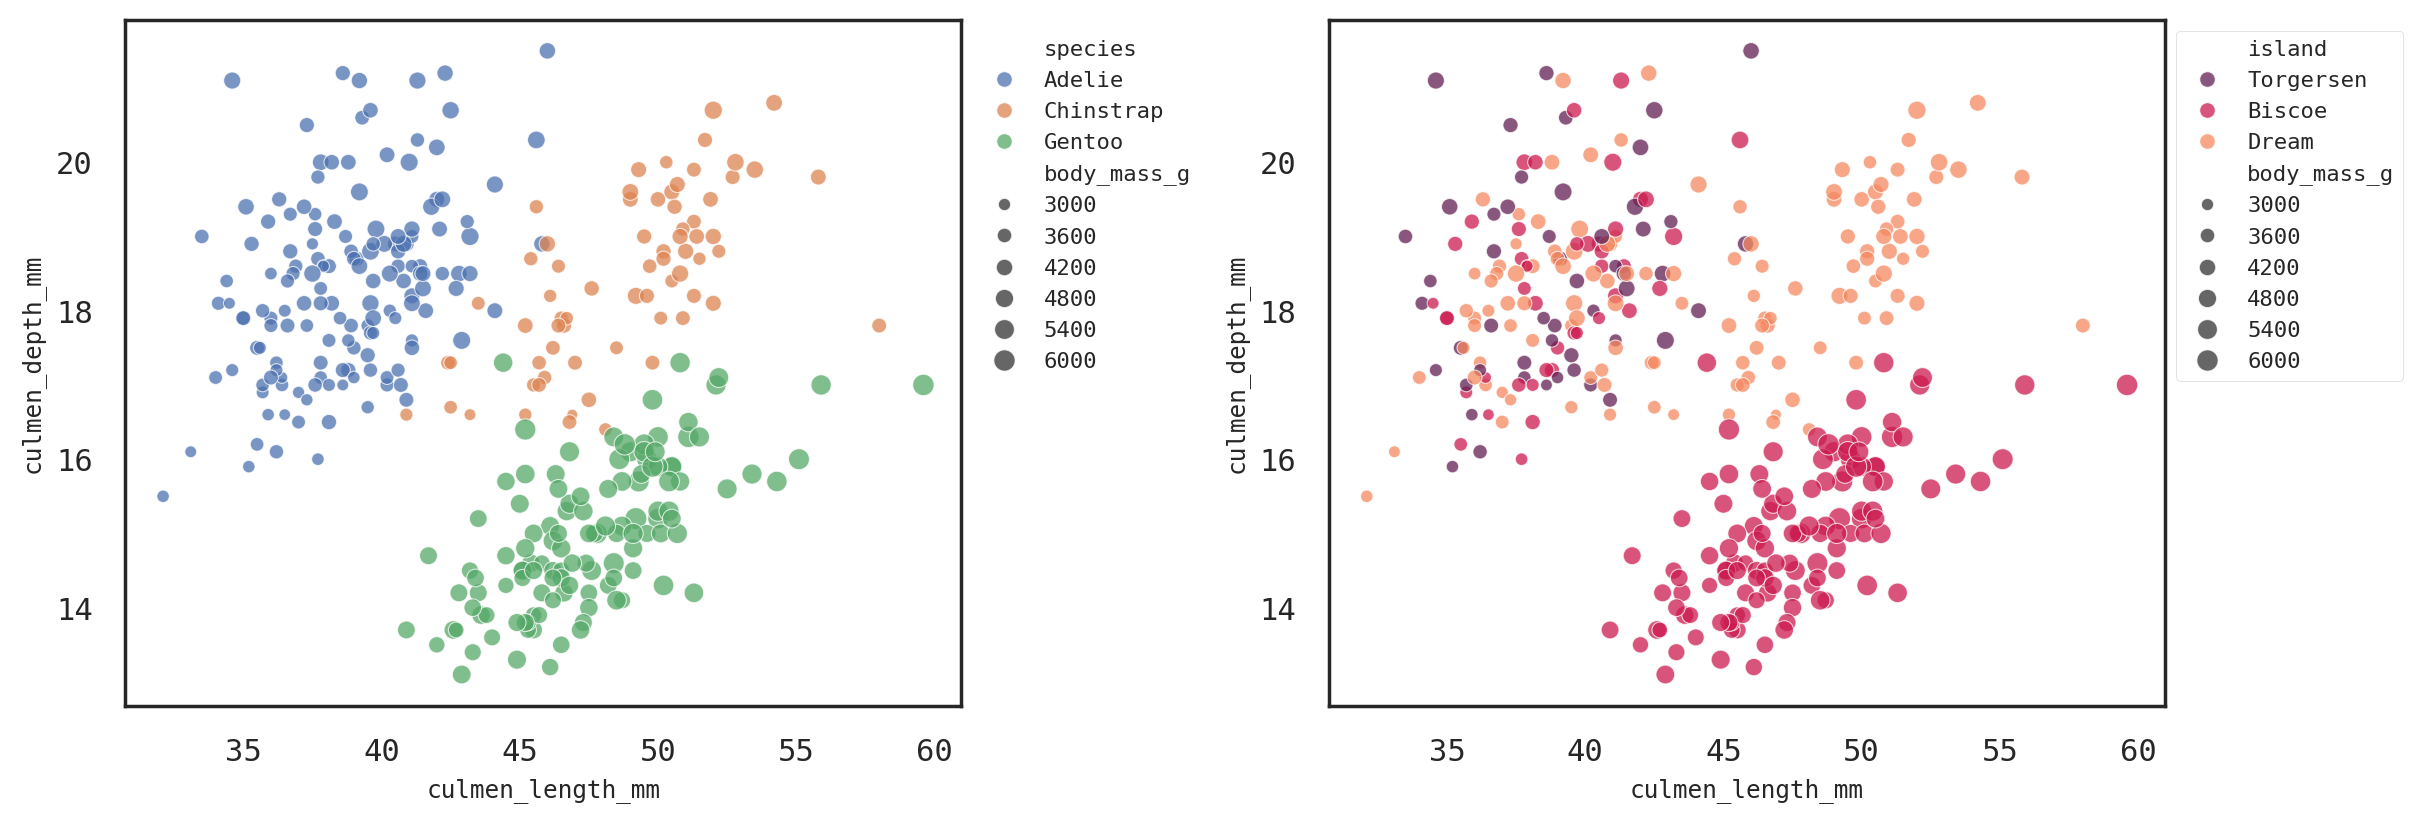 culmen_depth_mm
20
18
16
14
35 40 45 50 55 60
culmen_length_mm
species
Adelie
Chinstrap
Gentoo
body_mass_g
3000
3600
4200
4800
5400
6000
culmen_depth_mm
20
18
16
14
35 40 45 50 55 60
culmen_length_mm
island
Torgersen
Biscoe
Dream
body_mass_g
3000
3600
4200
4800
5400
6000